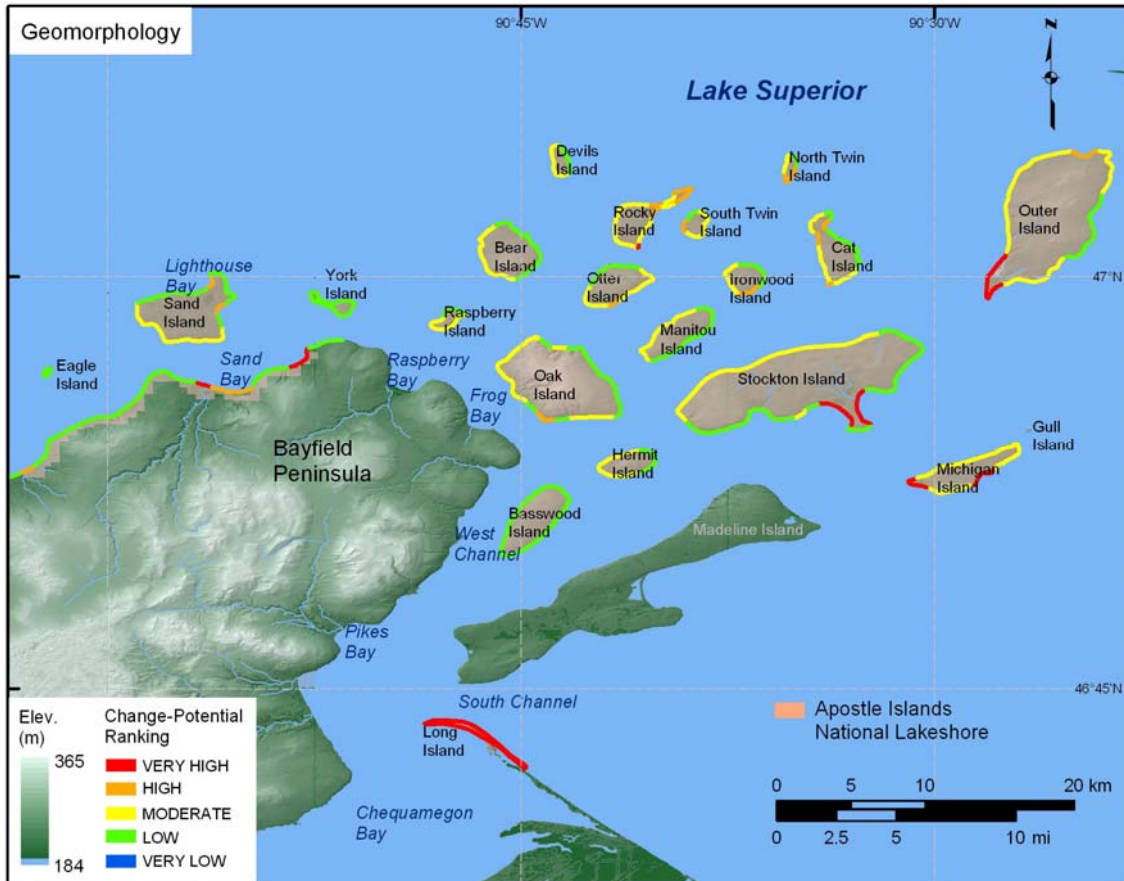 Geomorphology
90°45'W
90°30'W
N
Lake Superior
Devils
Island
North Twin
Island
Rocky
Island
South Twin
Island
Outer
Island
Bear
Island
Cat
Island
Lighthouse
Bay
York
Island
Otter
Island
Ironwood
Island
47°N
Sand
Island
Raspberry
Island
Manitou
Island
Eagle
Island
Sand
Bay
Raspberry
Bay
Oak
Island
Stockton Island
Frog
Bay
Gull
Island
Bayfield
Peninsula
Hermit
Island
Michigan
Island
Basswood
Island
West
Channel
Madeline Island
Pikes
Bay
46°45'N
South Channel
Long
Island
Chequamegon
Bay
Elev.
(m)
365
184
Change-Potential
Ranking
VERY HIGH
HIGH
MODERATE
LOW
VERY LOW
Apostle Islands
National Lakeshore
0 5 10 20 km
0 2.5 5 10 mi